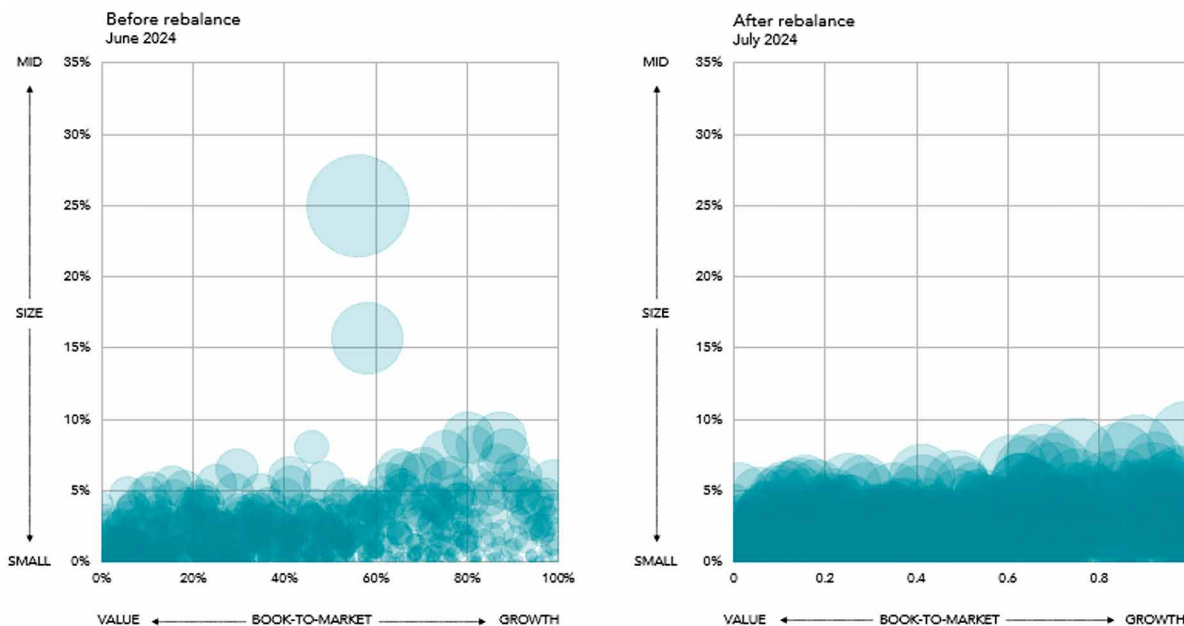 Before rebalance
June 2024
MID
35%
30%
25%
20%
15%
10%
5%
0%
SIZE
SMALL
0%
20%
40%
60%
80%
100%
VALUE
BOOK-TO-MARKET
GROWTH
After rebalance
July 2024
MID
35%
30%
25%
20%
15%
10%
5%
0%
SIZE
SMALL
0
0.2
0.4
0.6
0.8
VALUE
BOOK-TO-MARKET
GROWTH